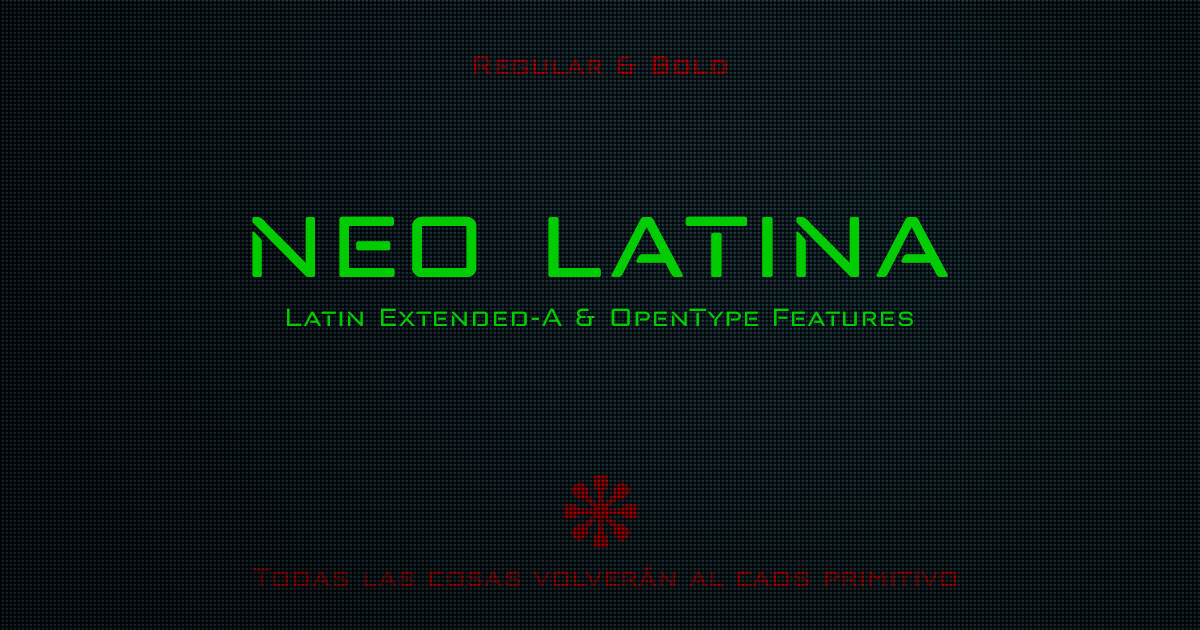 Regular & Bold
NEO LATINA
Latin Extended-A & OpenType Features
Todas las cosas volverán al caos primitivo